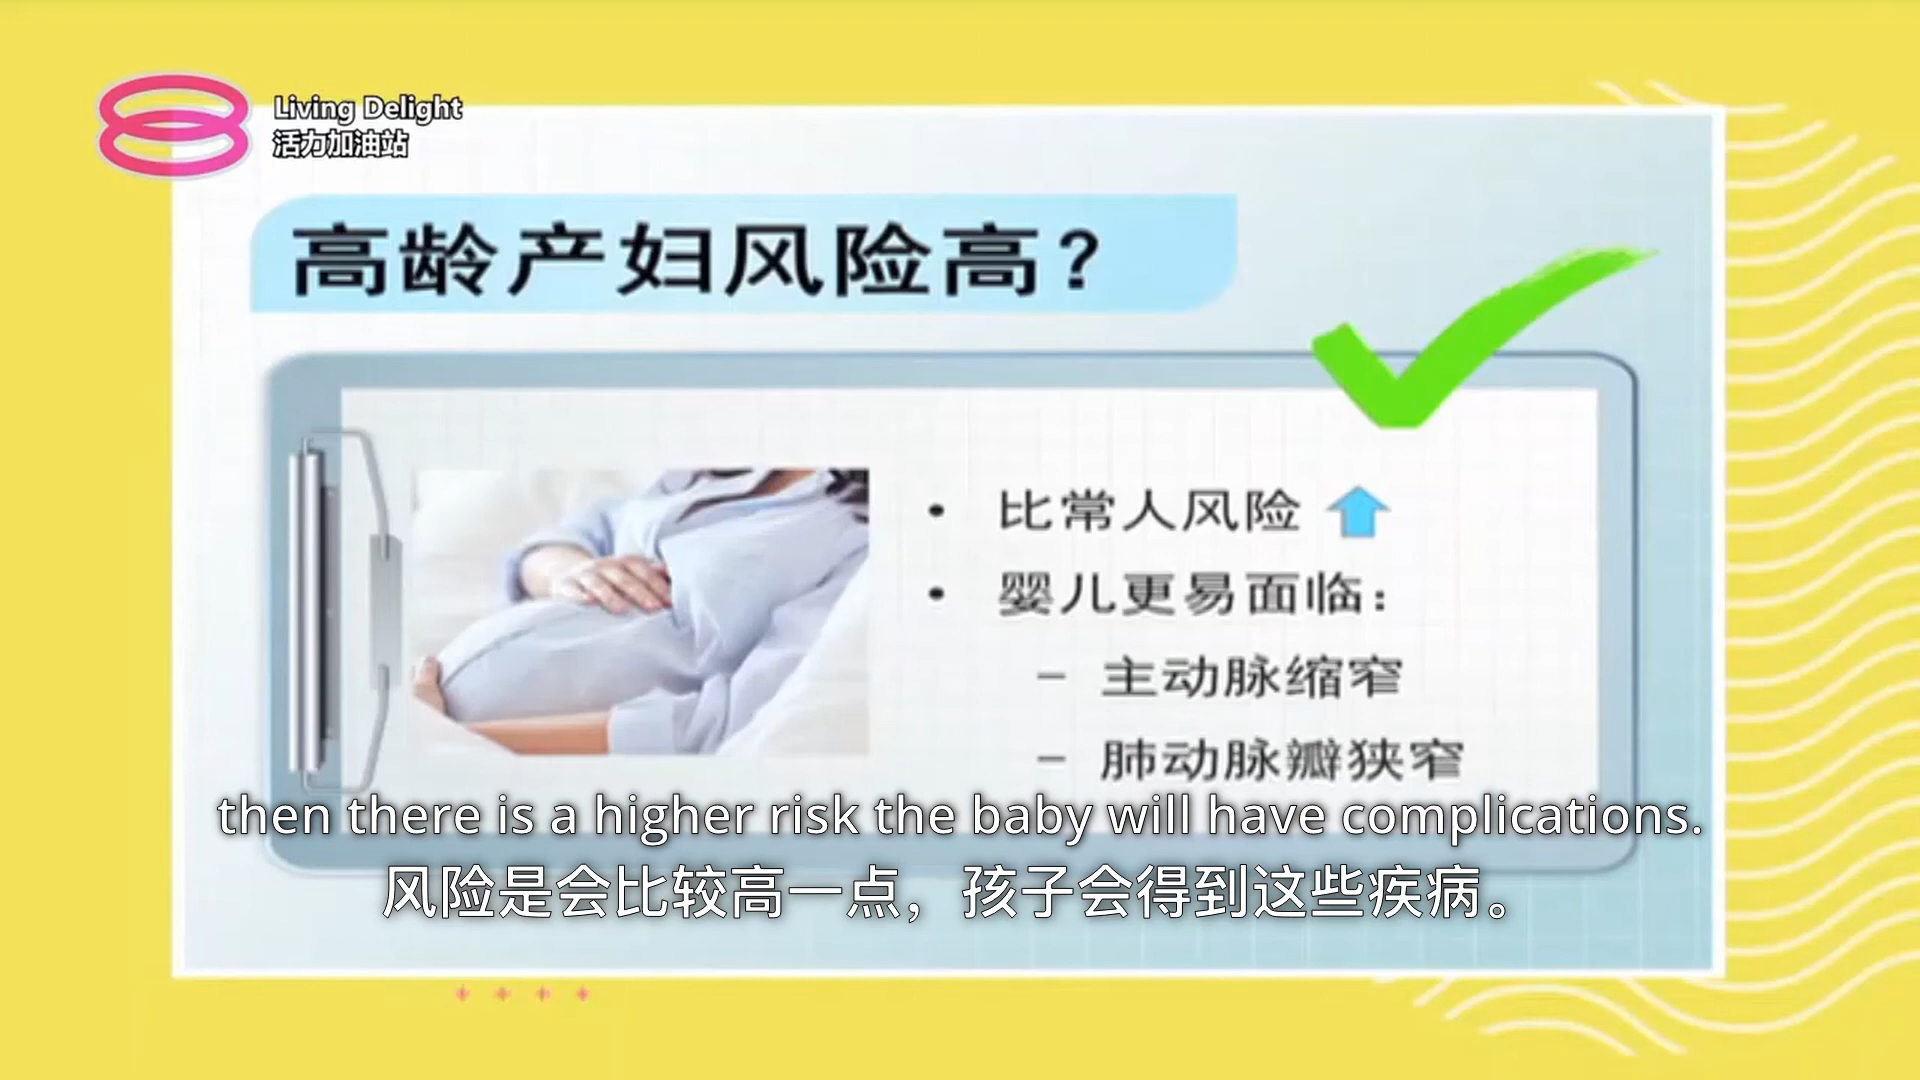 Living Delight
活力加油站
高龄产妇风险高？
• 比常人风险
• 婴儿更易面临：
– 主动脉缩窄
– 肺动脉瓣狭窄
then there is a higher risk the baby will have complications.
风险是会比较高一点，孩子会得到这些疾病。